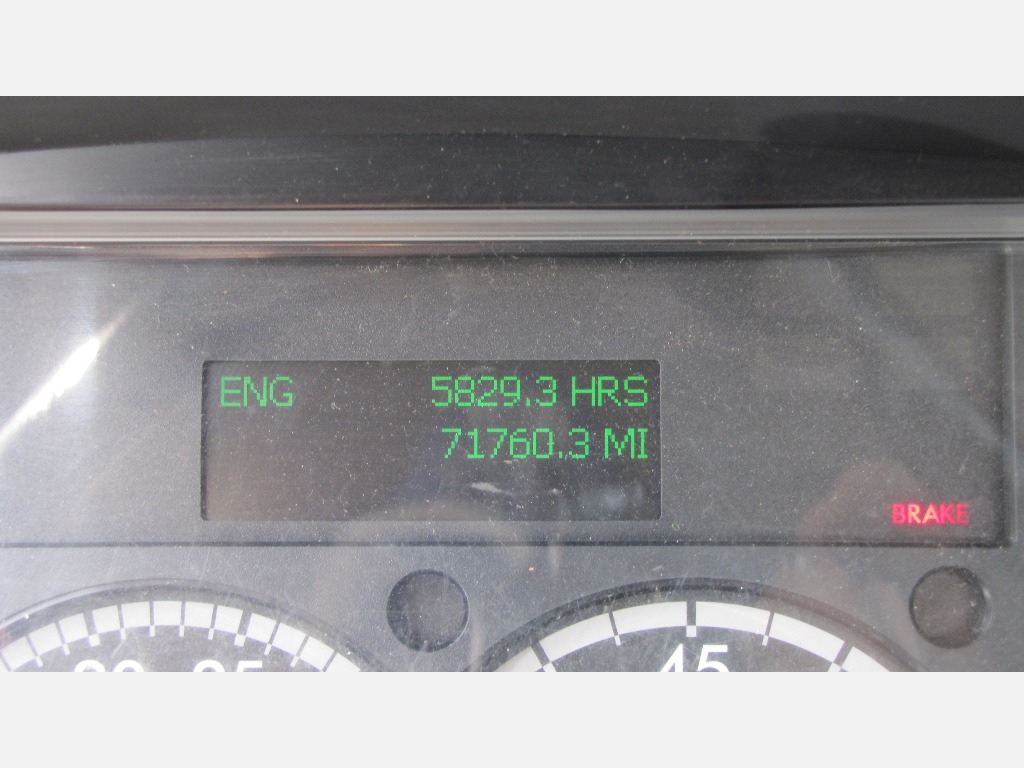 ENG 5829.3 HRS
71760.3 MI
BRAKE
45